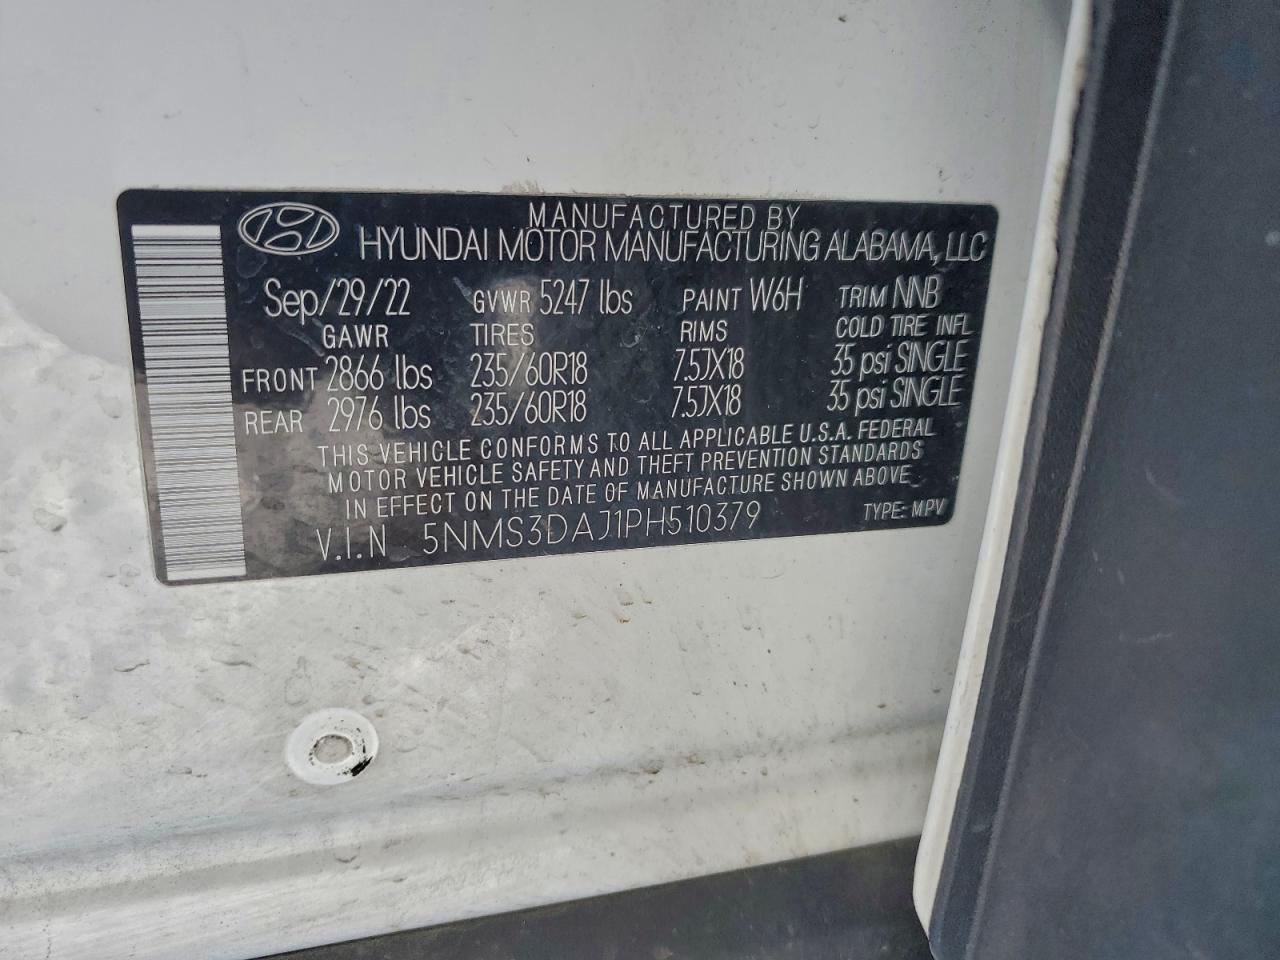 MANUFACTURED BY
HYUNDAI MOTOR MANUFACTURING ALABAMA, LLC
Sep/29/22 GVWR 5247 lbs PAINT W6H TRIM NNB
GAWR TIRES RIMS COLD TIRE INFL
FRONT 2866 lbs 235/60R18 7.5JX18 35 psi SINGLE
REAR 2976 lbs 235/60R18 7.5JX18 35 psi SINGLE
THIS VEHICLE CONFORMS TO ALL APPLICABLE U.S.A. FEDERAL
MOTOR VEHICLE SAFETY AND THEFT PREVENTION STANDARDS
IN EFFECT ON THE DATE OF MANUFACTURE SHOWN ABOVE
V.I.N 5NMS3DAJ1PH510379 TYPE: MPV